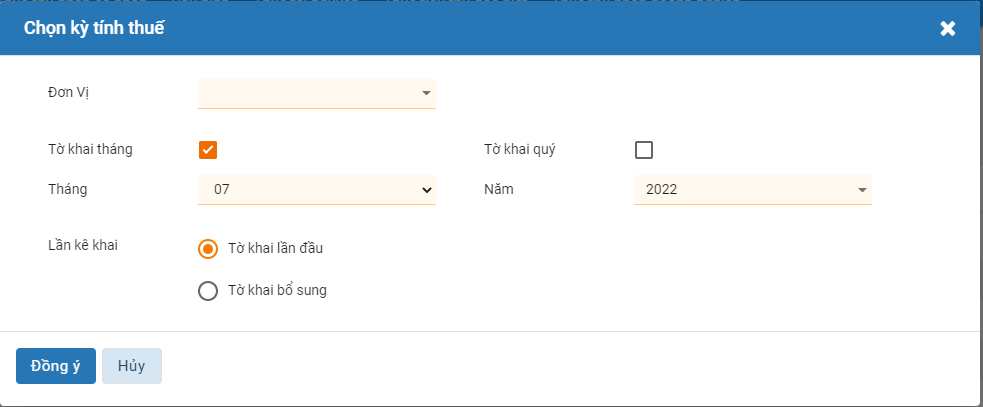 Chọn kỳ tính thuế
Đơn Vị
Tờ khai tháng
Tờ khai quý
Tháng 07
Năm 2022
Lần kê khai
Tờ khai lần đầu
Tờ khai bổ sung
Đồng ý
Hủy